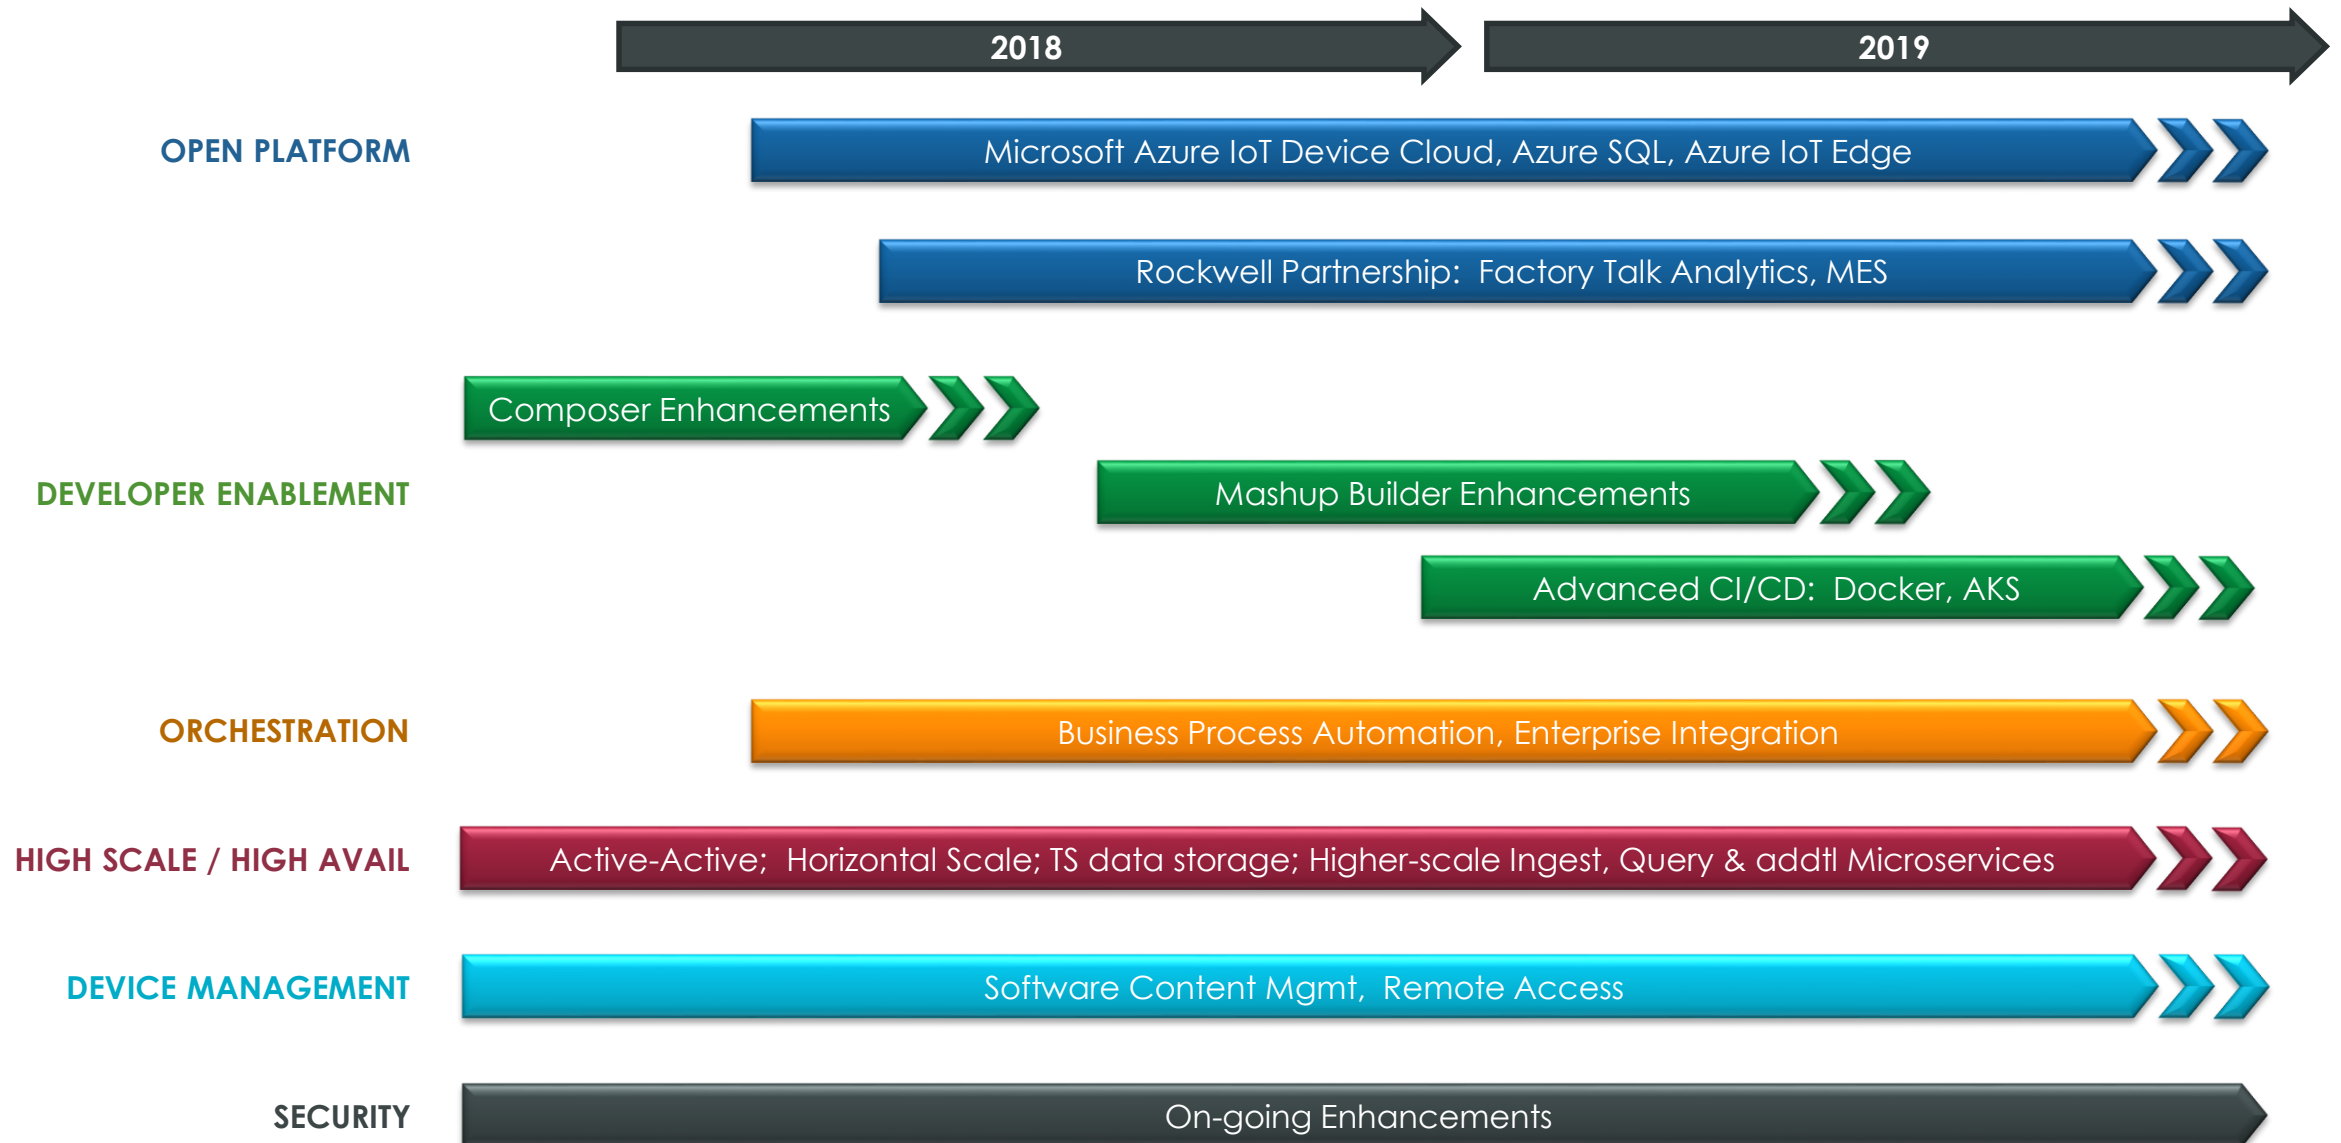 2018
2019
OPEN PLATFORM
Microsoft Azure IoT Device Cloud, Azure SQL, Azure IoT Edge
Rockwell Partnership:  Factory Talk Analytics, MES
Composer Enhancements
DEVELOPER ENABLEMENT
Mashup Builder Enhancements
Advanced CI/CD:  Docker, AKS
ORCHESTRATION
Business Process Automation, Enterprise Integration
HIGH SCALE / HIGH AVAIL
Active-Active;  Horizontal Scale; TS data storage; Higher-scale Ingest, Query & addtl Microservices
DEVICE MANAGEMENT
Software Content Mgmt,  Remote Access
SECURITY
On-going Enhancements